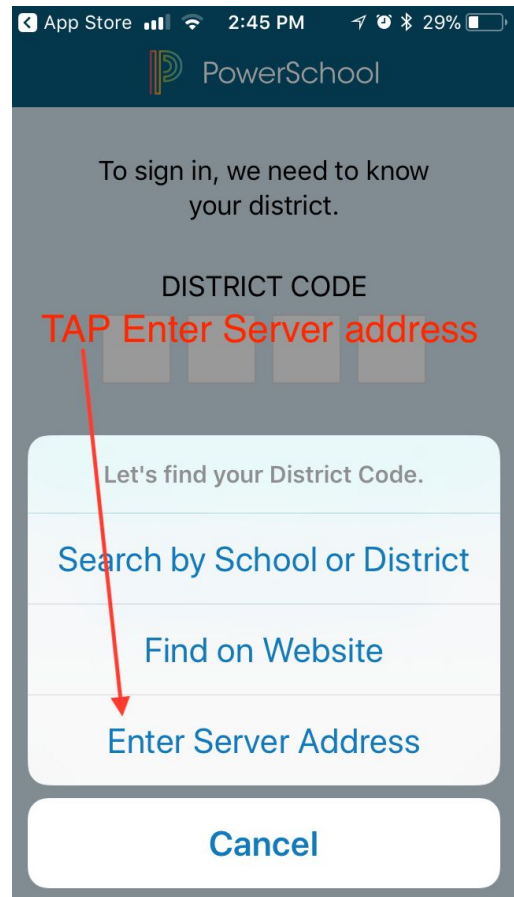 App Store 2:45 PM 29%
PowerSchool
To sign in, we need to know
your district.
DISTRICT CODE
TAP Enter Server address
Let's find your District Code.
Search by School or District
Find on Website
Enter Server Address
Cancel